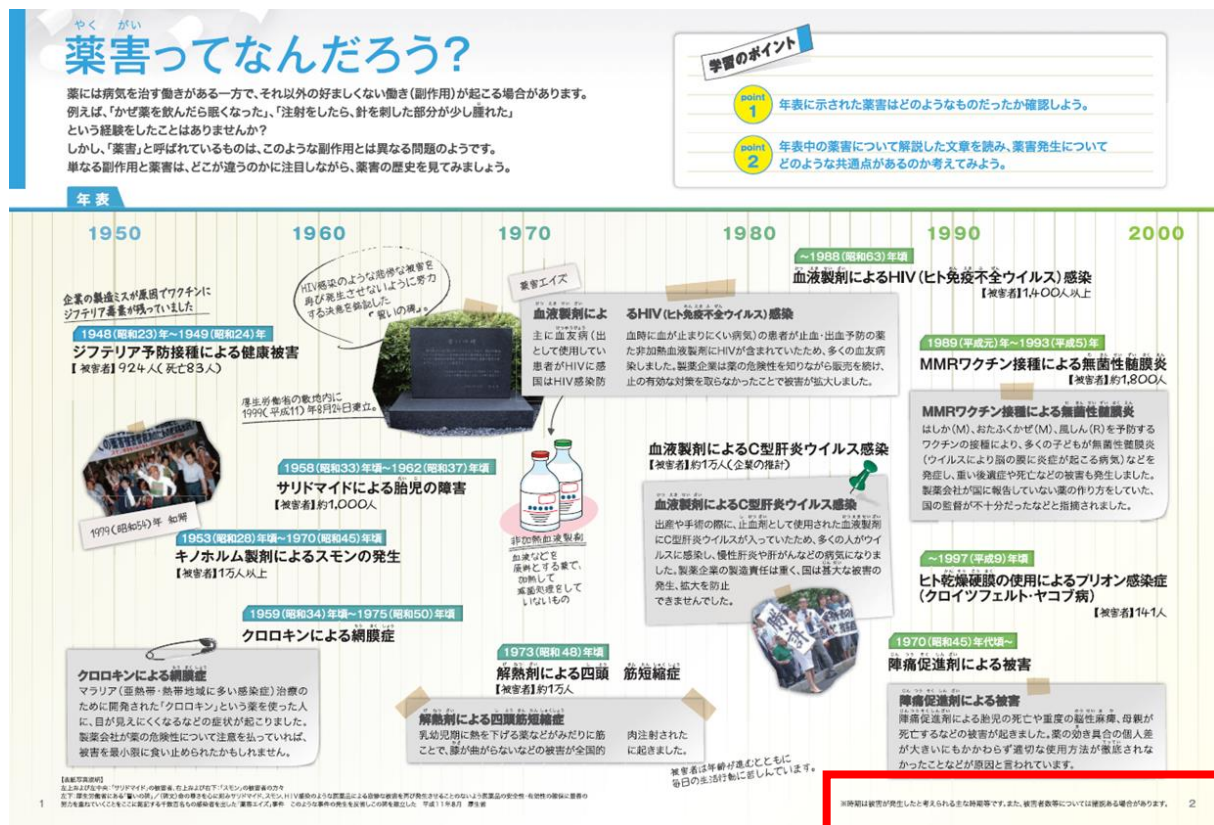 やく がい
薬害ってなんだろう?
薬には病気を治す働きがある一方で、それ以外の好ましくない働き(副作用)が起こる場合があります。
例えば、「かぜ薬を飲んだら眠くなった」、「注射をしたら、針を刺した部分が少し腫れた」
という経験をしたことはありませんか?
しかし、「薬害」と呼ばれているものは、このような副作用とは異なる問題のようです。
単なる副作用と薬害は、どこが違うのかに注目しながら、薬害の歴史を見てみましょう。
学習のポイント
point
1
年表に示された薬害はどのようなものだったか確認しよう。
point
2
年表中の薬害について解説した文章を読み、薬害発生について
どのような共通点があるのか考えてみよう。
年表
1950 1960 1970 1980 1990 2000
企業の製造ミスが原因でワクチンに
ジフテリア毒素が残っていました
1948(昭和23)年~1949(昭和24)年
ジフテリア予防接種による健康被害
【被害者】924人(死亡83人)
HIV感染のような悲惨な被害を
再び発生させないように努力
する決意を銘記した
「誓いの碑」。
厚生労働省の敷地内に
1999(平成11)年8月24日建立。
1979(昭和54)年 和解
1958(昭和33)年頃~1962(昭和37)年頃
サリドマイドによる胎児の障害
【被害者】約1,000人
1953(昭和28)年頃~1970(昭和45)年頃
キノホルム製剤によるスモンの発生
【被害者】1万人以上
1959(昭和34)年頃~1975(昭和50)年頃
クロロキンによる網膜症
クロロキンによる網膜症
マラリア(亜熱帯・熱帯地域に多い感染症)治療の
ために開発された「クロロキン」という薬を使った人
に、目が見えにくくなるなどの症状が起こりました。
製薬会社が薬の危険性について注意を払っていれば、
被害を最小限に食い止められたかもしれません。
薬害エイズ
血液製剤によ るHIV(ヒト免疫不全ウイルス)感染
主に血友病(出 血時に血が止まりにくい病気)の患者が止血・出血予防の薬
として使用してい た非加熱血液製剤にHIVが含まれていたため、多くの血友病
患者がHIVに感 染しました。製薬企業は薬の危険性を知りながら販売を続け、
国はHIV感染防 止の有効な対策を取らなかったことで被害が拡大しました。
非加熱血液製剤
血液などを
原料とする薬で、
加熱して
滅菌処理をして
いないもの
1973(昭和48)年頃
解熱剤による四頭 筋短縮症
【被害者】約1万人
解熱剤による四頭筋短縮症
乳幼児期に熱を下げる薬などがみだりに筋 肉注射された
ことで、膝が曲がらないなどの被害が全国的 に起きました。
被害者は年齢が進むとともに
毎日の生活行動に苦しんでいます。
~1988(昭和63)年頃
血液製剤によるHIV(ヒト免疫不全ウイルス)感染
【被害者】1,400人以上
血液製剤によるC型肝炎ウイルス感染
【被害者】約1万人(企業の推計)
血液製剤によるC型肝炎ウイルス感染
出産や手術の際に、止血剤として使用された血液製剤
にC型肝炎ウイルスが入っていたため、多くの人がウイ
ルスに感染し、慢性肝炎や肝がんなどの病気になりま
した。製薬企業の製造責任は重く、国は甚大な被害の
発生、拡大を防止
できませんでした。
1989(平成元)年~1993(平成5)年
MMRワクチン接種による無菌性髄膜炎
【被害者】約1,800人
MMRワクチン接種による無菌性髄膜炎
はしか(M)、おたふくかぜ(M)、風しん(R)を予防する
ワクチンの接種により、多くの子どもが無菌性髄膜炎
(ウイルスにより脳の膜に炎症が起こる病気)などを
発症し、重い後遺症や死亡などの被害も発生しました。
製薬会社が国に報告していない薬の作り方をしていた、
国の監督が不十分だったなどと指摘されました。
~1997(平成9)年頃
ヒト乾燥硬膜の使用によるプリオン感染症
(クロイツフェルト・ヤコブ病)
【被害者】141人
1970(昭和45)年代頃~
陣痛促進剤による被害
陣痛促進剤による被害
陣痛促進剤による胎児の死亡や重度の脳性麻痺、母親が
死亡するなどの被害が起きました。薬の効き具合の個人差
が大きいにもかかわらず適切な使用方法が徹底されな
かったことなどが原因と言われています。
【表紙写真説明】
左上および左中央:「サリドマイド」の被害者、右上および右下:「スモン」の被害者の方々
1
※時期は被害が発生したと考えられる主な時期等です。また、被害者数等については諸説ある場合があります。
2